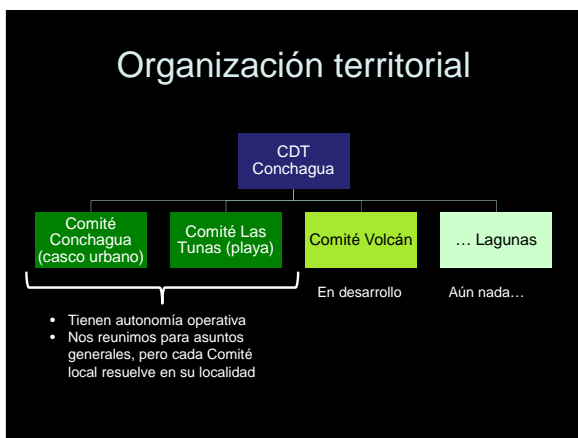 Organización territorial
CDT
Conchagua
Comité
Conchagua
(casco urbano)
Comité Las
Tunas (playa)
Comité Volcán
… Lagunas
En desarrollo
Aún nada…
• Tienen autonomía operativa
• Nos reunimos para asuntos
generales, pero cada Comité
local resuelve en su localidad